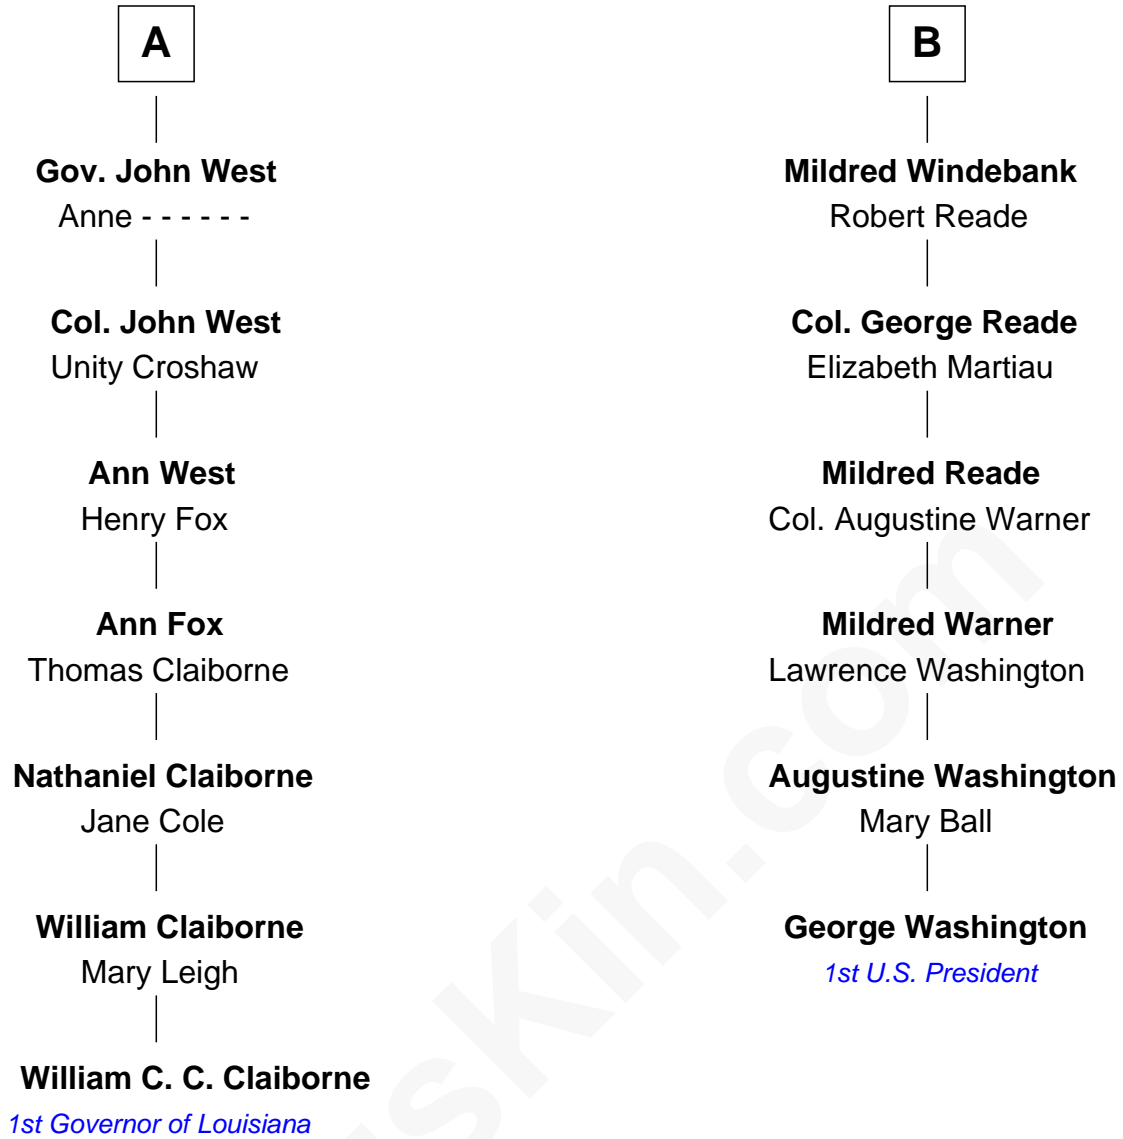 A
Gov. John West
Anne - - - - - -
Col. John West
Unity Croshaw
Ann West
Henry Fox
Ann Fox
Thomas Claiborne
Nathaniel Claiborne
Jane Cole
William Claiborne
Mary Leigh
William C. C. Claiborne
1st Governor of Louisiana
B
Mildred Windebank
Robert Reade
Col. George Reade
Elizabeth Martiau
Mildred Reade
Col. Augustine Warner
Mildred Warner
Lawrence Washington
Augustine Washington
Mary Ball
George Washington
1st U.S. President